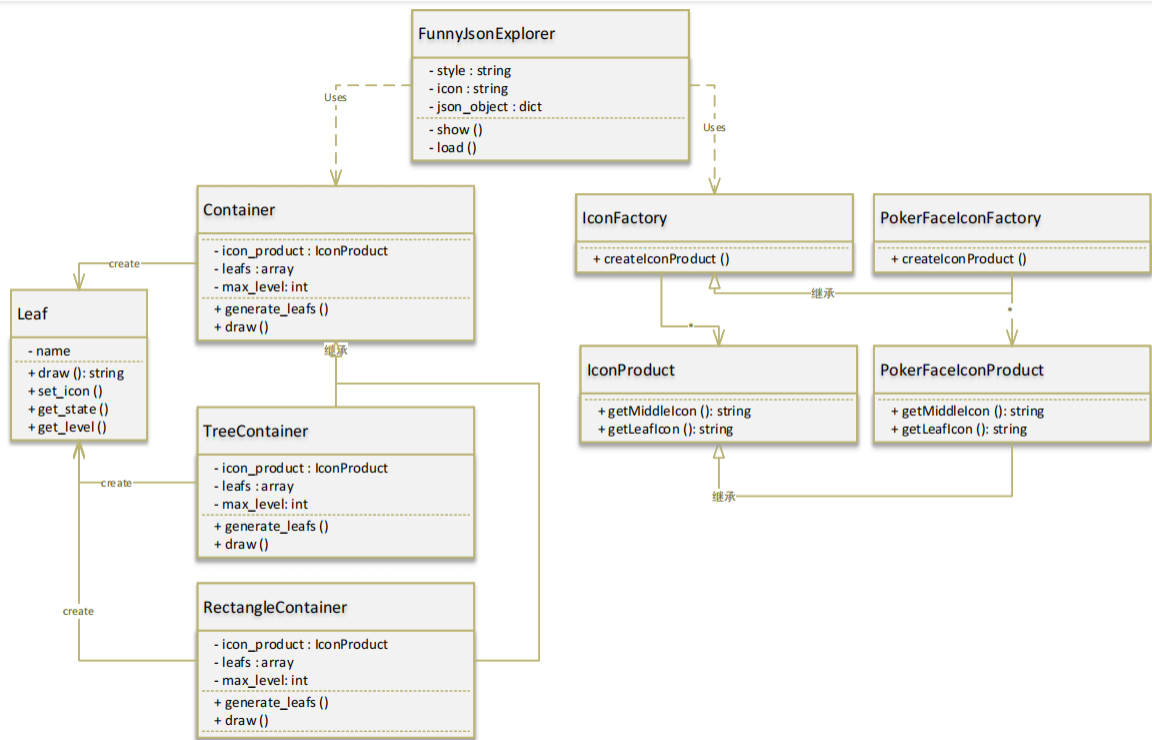 FunnyJsonExplorer
- style : string
- icon : string
- json_object : dict
- show ()
- load ()
Uses
Uses
Container
- icon_product : IconProduct
- leafs : array
- max_level: int
+ generate_leafs ()
+ draw ()
IconFactory
+ createIconProduct ()
PokerFaceIconFactory
+ createIconProduct ()
create
继承
*
*
Leaf
- name
+ draw (): string
+ set_icon ()
+ get_state ()
+ get_level ()
继承
IconProduct
+ getMiddleIcon (): string
+ getLeafIcon (): string
PokerFaceIconProduct
+ getMiddleIcon (): string
+ getLeafIcon (): string
继承
TreeContainer
- icon_product : IconProduct
- leafs : array
- max_level: int
+ generate_leafs ()
+ draw ()
create
RectangleContainer
- icon_product : IconProduct
- leafs : array
- max_level: int
+ generate_leafs ()
+ draw ()
create